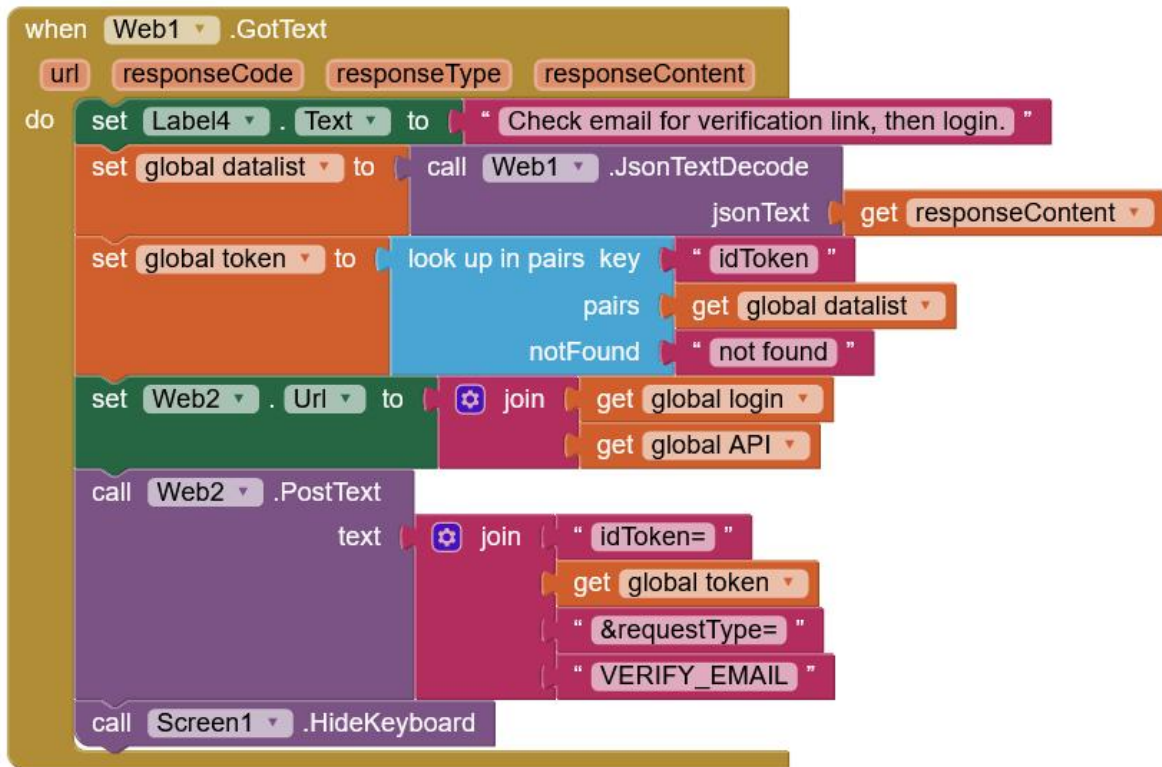 when Web1 .GotText
url responseCode responseType responseContent
do set Label4 . Text to “ Check email for verification link, then login. ”
set global datalist to call Web1 .JsonTextDecode
jsonText get responseContent
set global token to look up in pairs key “ idToken ”
pairs get global datalist
notFound “ not found ”
set Web2 . Url to join get global login
get global API
call Web2 .PostText
text join “ idToken= ”
get global token
“ &requestType= ”
“ VERIFY_EMAIL ”
call Screen1 .HideKeyboard